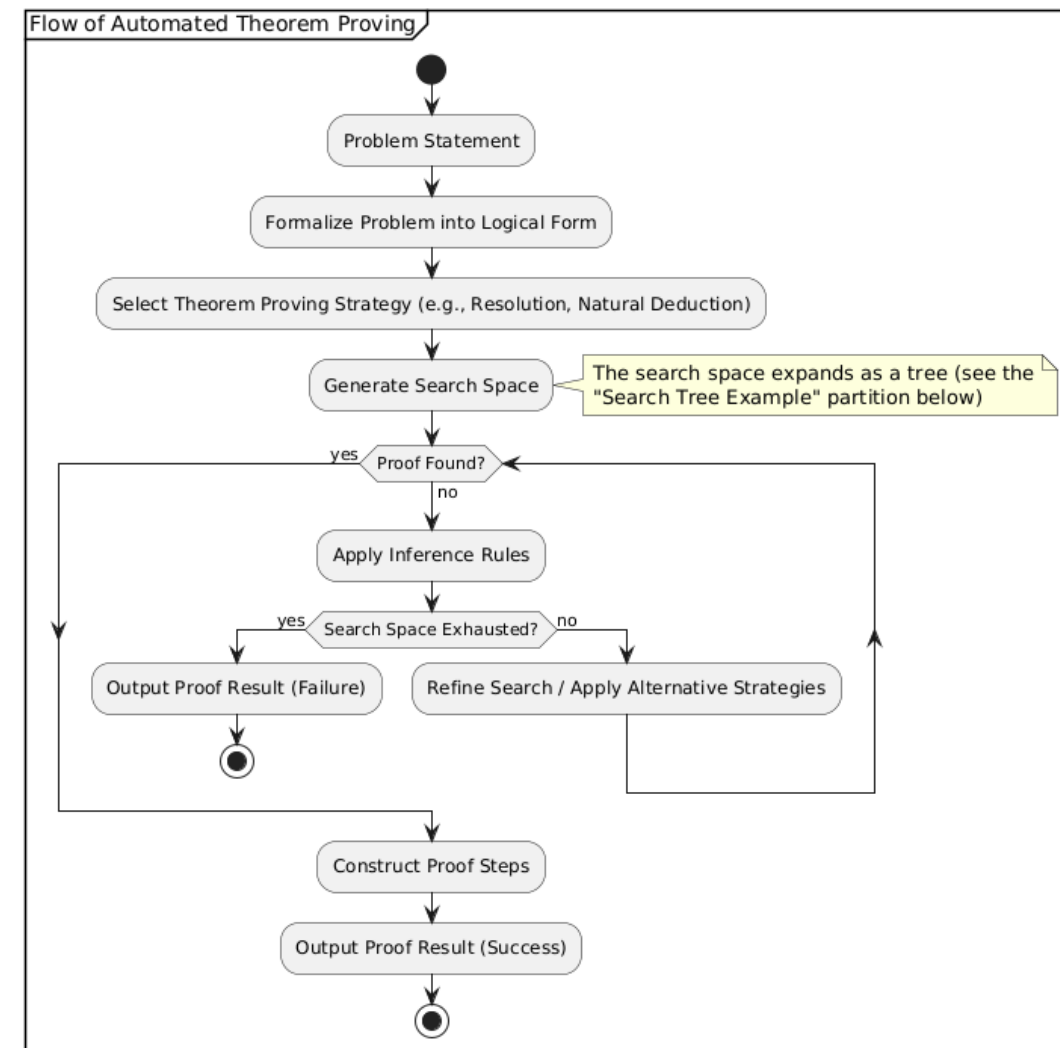 Flow of Automated Theorem Proving
Problem Statement
Formalize Problem into Logical Form
Select Theorem Proving Strategy (e.g., Resolution, Natural Deduction)
Generate Search Space
The search space expands as a tree (see the
"Search Tree Example" partition below)
yes
Proof Found?
no
Apply Inference Rules
yes
Search Space Exhausted?
no
Output Proof Result (Failure)
Refine Search / Apply Alternative Strategies
Construct Proof Steps
Output Proof Result (Success)